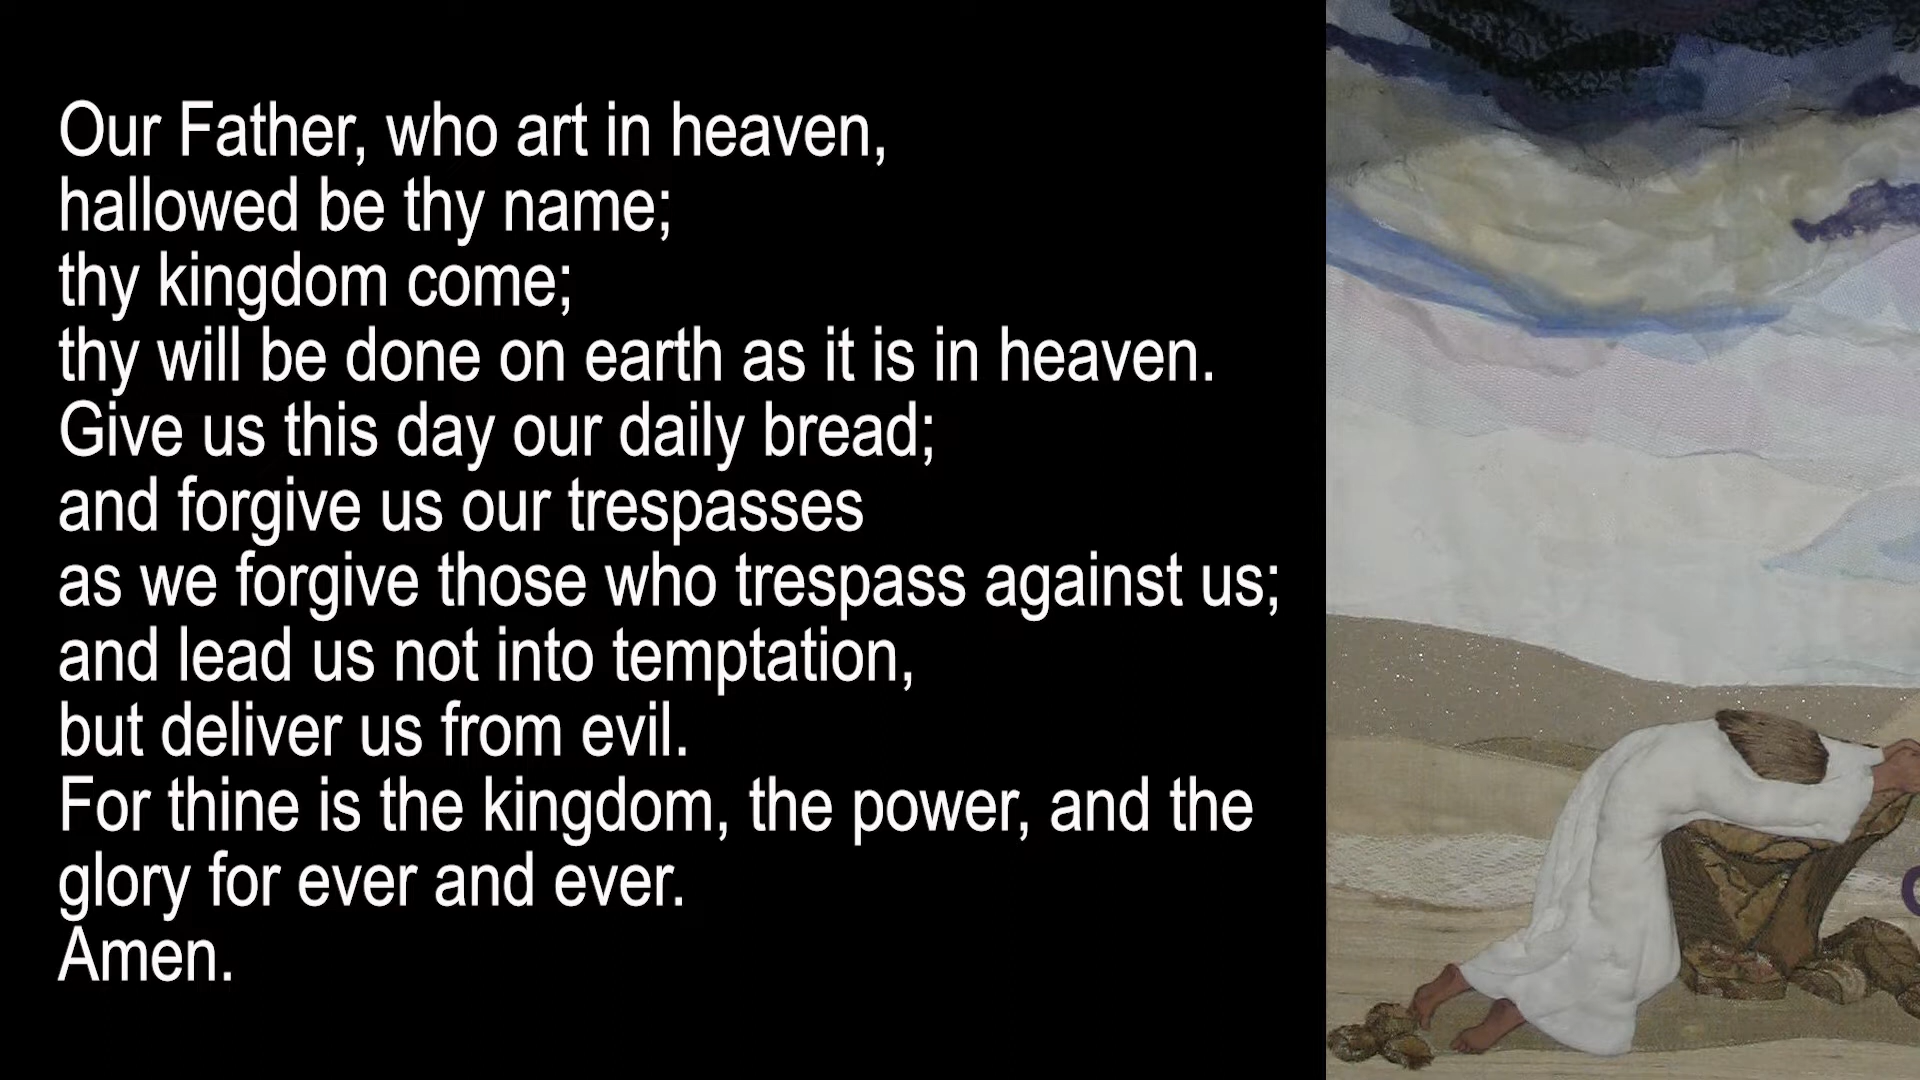 Our Father, who art in heaven,
hallowed be thy name;
thy kingdom come;
thy will be done on earth as it is in heaven.
Give us this day our daily bread;
and forgive us our trespasses
as we forgive those who trespass against us;
and lead us not into temptation,
but deliver us from evil.
For thine is the kingdom, the power, and the
glory for ever and ever.
Amen.